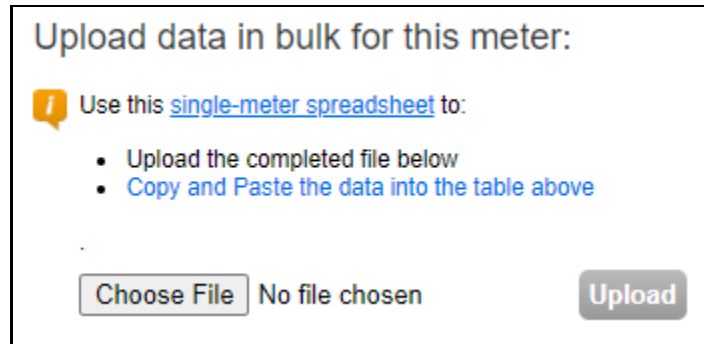 Upload data in bulk for this meter:
i Use this single-meter spreadsheet to:
• Upload the completed file below
• Copy and Paste the data into the table above
.
Choose File No file chosen Upload